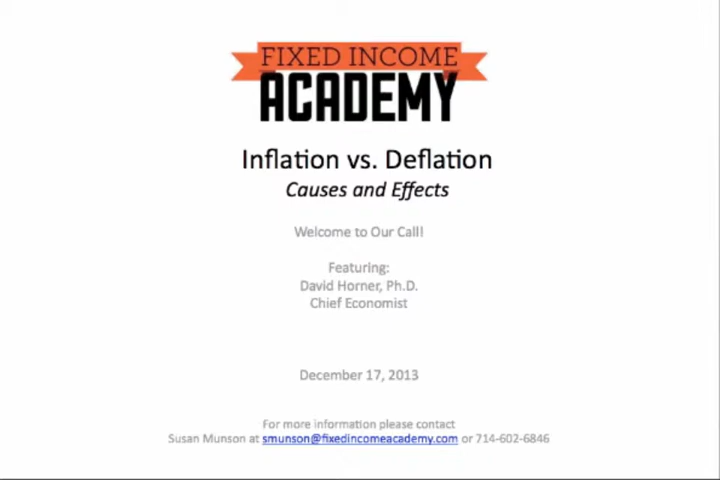 FIXED INCOME
ACADEMY
Inflation vs. Deflation
Causes and Effects
Welcome to Our Call!
Featuring:
David Horner, Ph.D.
Chief Economist
December 17, 2013
For more information please contact
Susan Munson at smunson@fixedincomeacademy.com or 714-602-6846